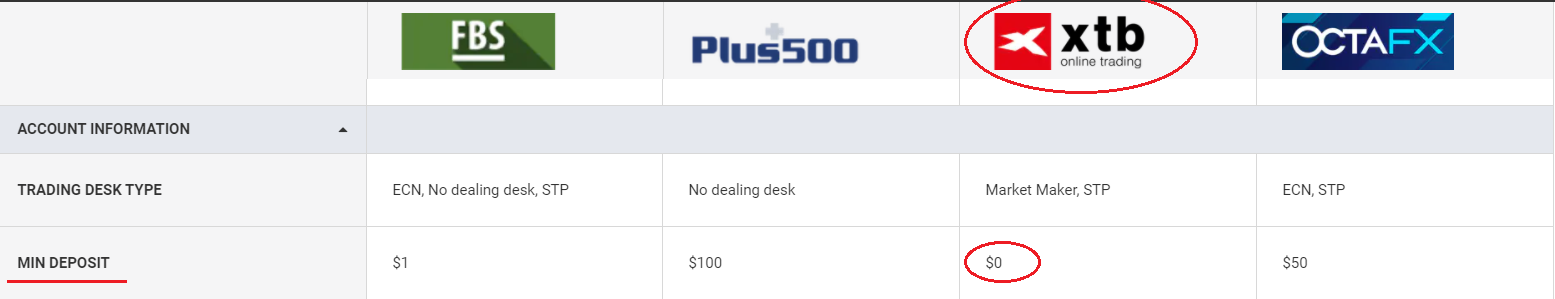 FBS
Plus500
xtb
online trading
OCTAFX
ACCOUNT INFORMATION
TRADING DESK TYPE
ECN, No dealing desk, STP
No dealing desk
Market Maker, STP
ECN, STP
MIN DEPOSIT
$1
$100
$0
$50